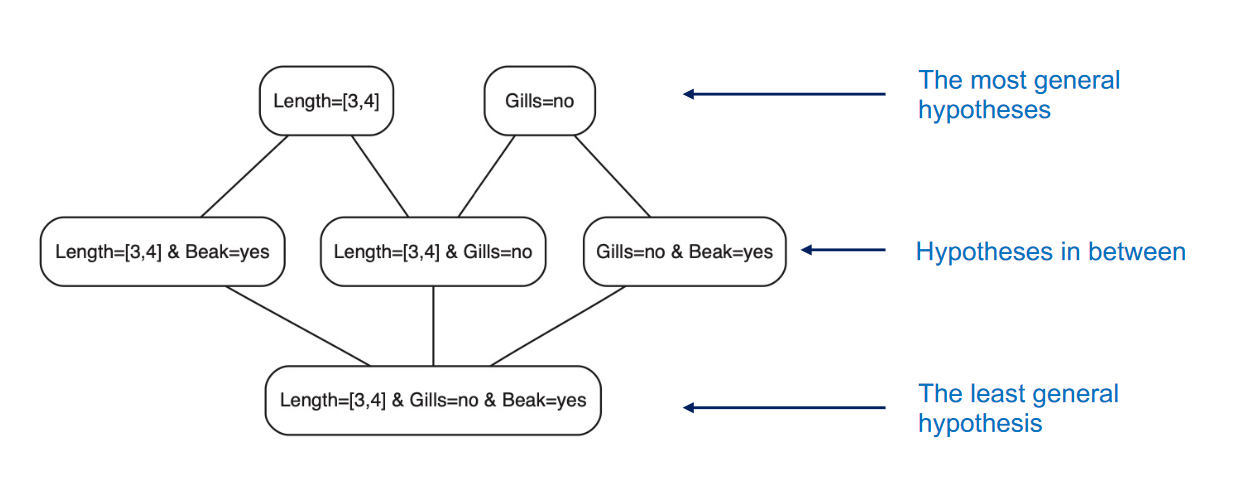 Length=[3,4]
Gills=no
The most general
hypotheses
Length=[3,4] & Beak=yes
Length=[3,4] & Gills=no
Gills=no & Beak=yes
Hypotheses in between
Length=[3,4] & Gills=no & Beak=yes
The least general
hypothesis